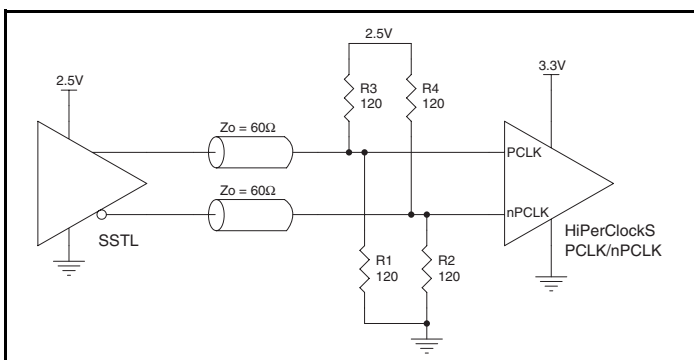 2.5V
2.5V
3.3V
R3
120
R4
120
Zo = 60Ω
PCLK
Zo = 60Ω
nPCLK
SSTL
HiPerClockS
PCLK/nPCLK
R1
120
R2
120